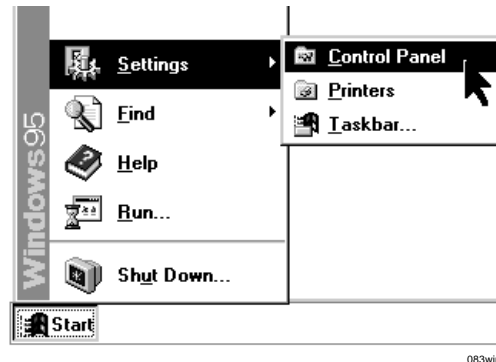 Windows95
Settings
Find
Help
Run...
Shut Down...
Control Panel
Printers
Taskbar...
Start
083wi